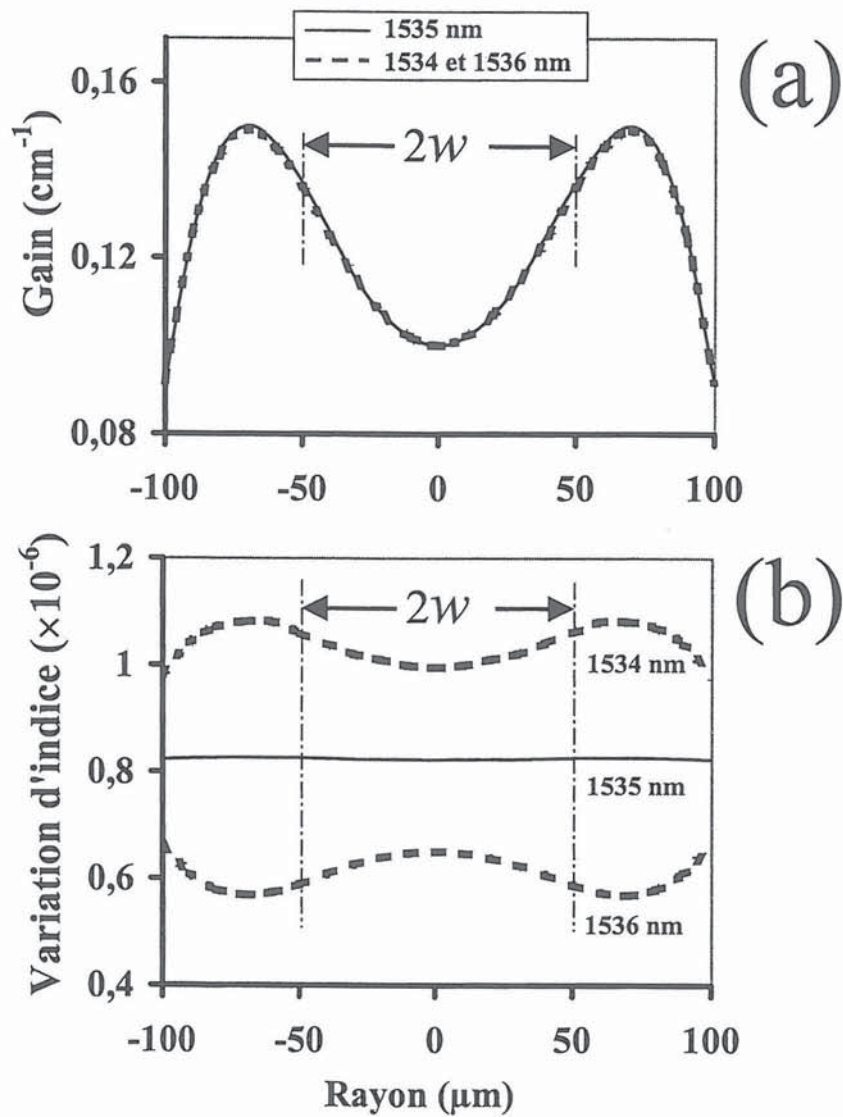 1535 nm
1534 et 1536 nm
(a)
0,16
0,12
0,08
Gain (cm⁻¹)
2w
-100 -50 0 50 100
(b)
1,2
1
0,8
0,6
0,4
Variation d'indice (×10⁻⁶)
2w
1534 nm
1535 nm
1536 nm
-100 -50 0 50 100
Rayon (µm)